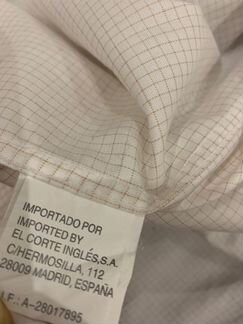 IMPORTADO POR
IMPORTED BY
EL CORTE INGLÉS,S.A.
C/HERMOSILLA, 112
28009 MADRID, ESPAÑA
I.F.: A-28017895